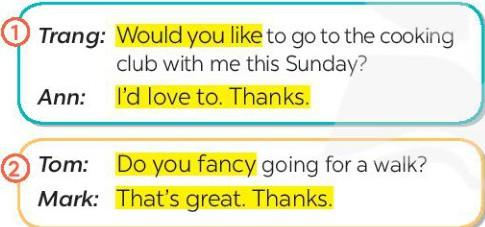 1 Trang: Would you like to go to the cooking
club with me this Sunday?
Ann: I'd love to. Thanks.
2 Tom: Do you fancy going for a walk?
Mark: That's great. Thanks.